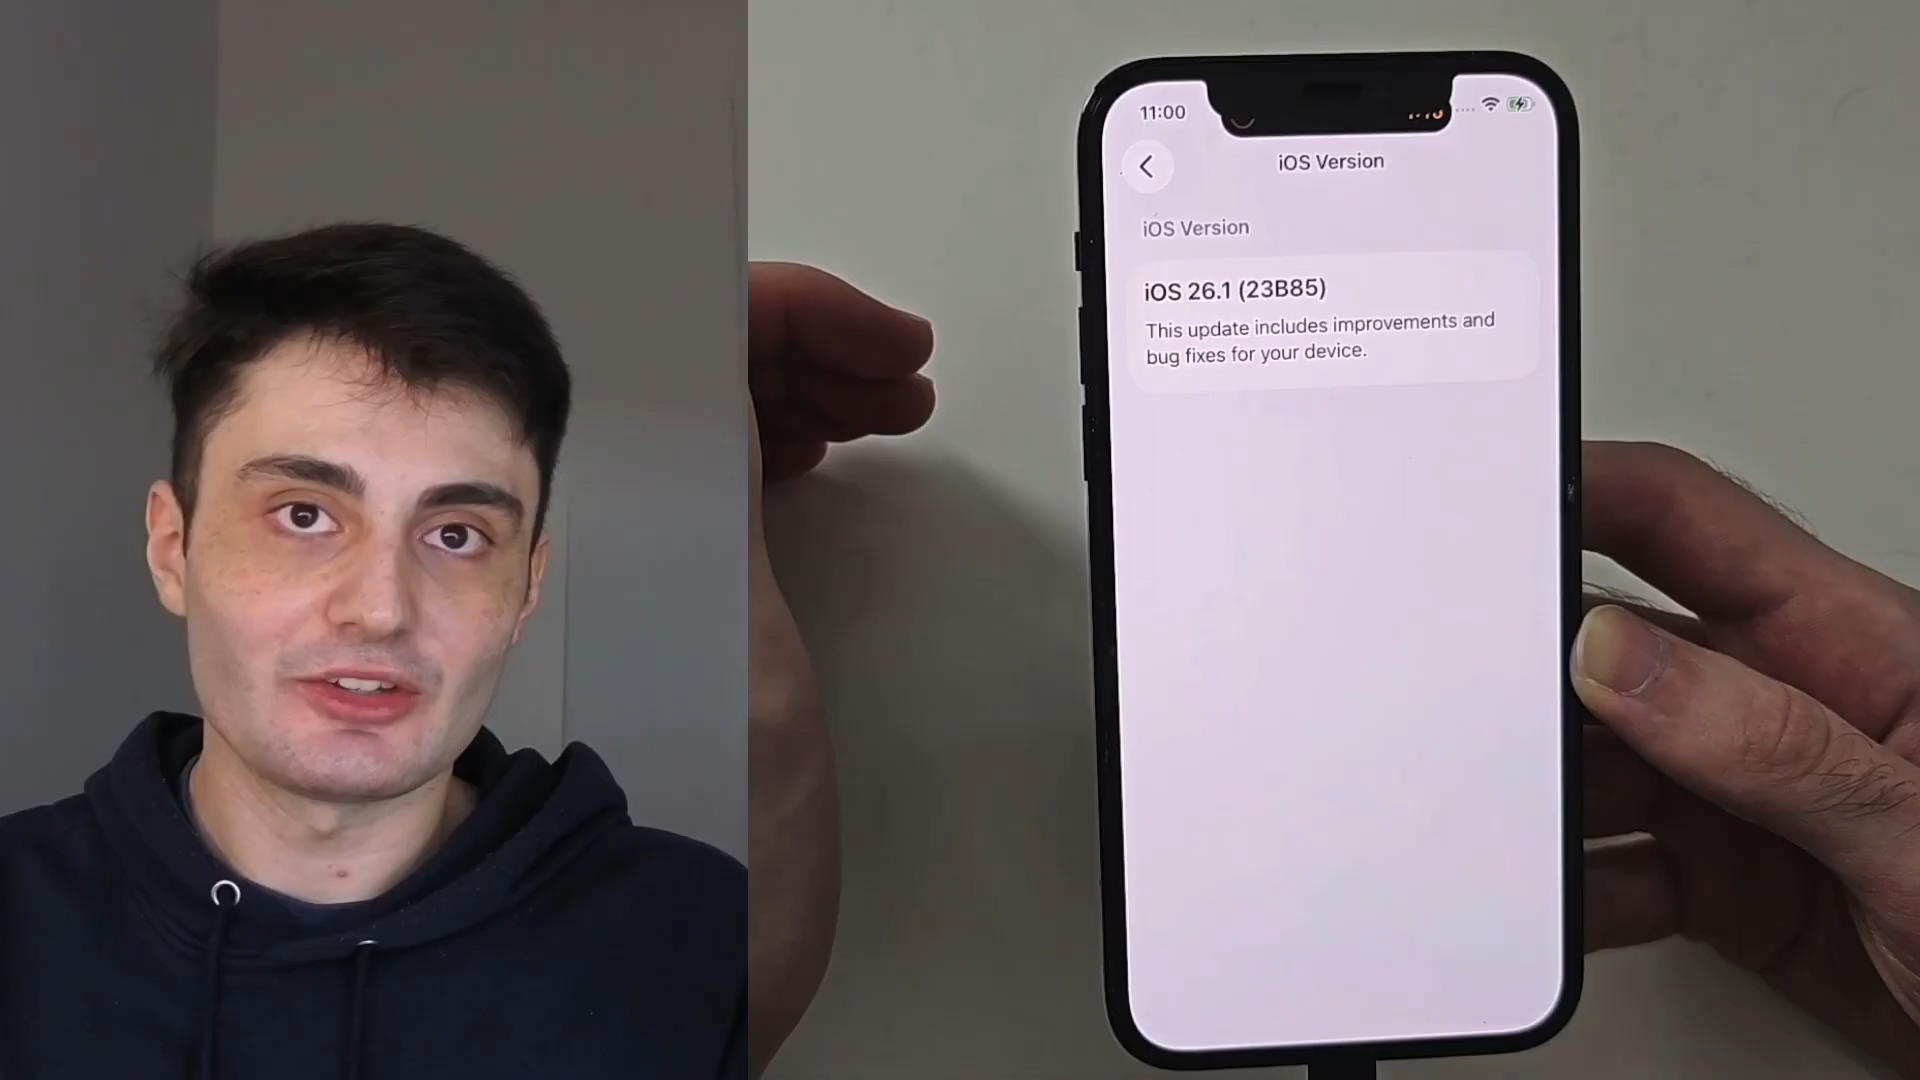 11:00
iOS Version
iOS Version
iOS 26.1 (23B85)
This update includes improvements and
bug fixes for your device.